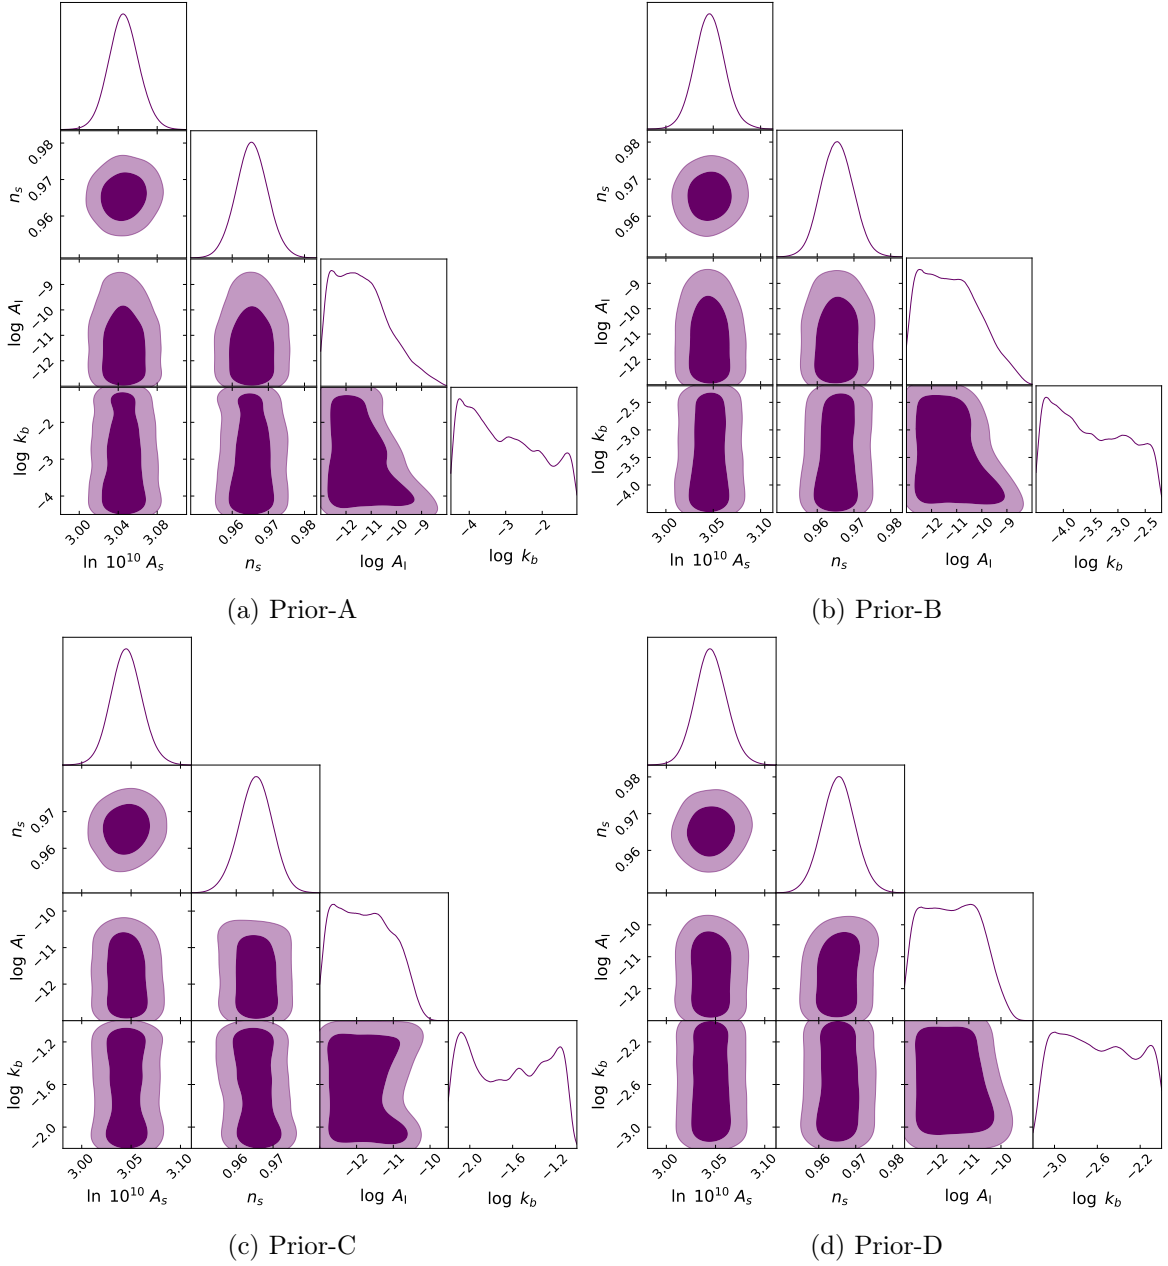 0.98
0.97
0.96
n_s
−9
−10
−11
−12
log A_I
−2
−3
−4
log k_b
3.00
3.04
3.08
ln 10^10 A_s
0.96
0.97
0.98
n_s
−12
−11
−10
−9
log A_I
−4
−3
−2
log k_b
(a) Prior-A
0.98
0.97
0.96
n_s
−9
−10
−11
−12
log A_I
−2.5
−3.0
−3.5
−4.0
log k_b
3.00
3.05
3.10
ln 10^10 A_s
0.96
0.97
0.98
n_s
−12
−11
−10
−9
log A_I
−4.0
−3.5
−3.0
−2.5
log k_b
(b) Prior-B
0.97
0.96
n_s
−10
−11
−12
log A_I
−1.2
−1.6
−2.0
log k_b
3.00
3.05
3.10
ln 10^10 A_s
0.96
0.97
n_s
−12
−11
−10
log A_I
−2.0
−1.6
−1.2
log k_b
(c) Prior-C
0.98
0.97
0.96
n_s
−10
−11
−12
log A_I
−2.2
−2.6
−3.0
log k_b
3.00
3.05
3.10
ln 10^10 A_s
0.96
0.97
0.98
n_s
−12
−11
−10
log A_I
−3.0
−2.6
−2.2
log k_b
(d) Prior-D